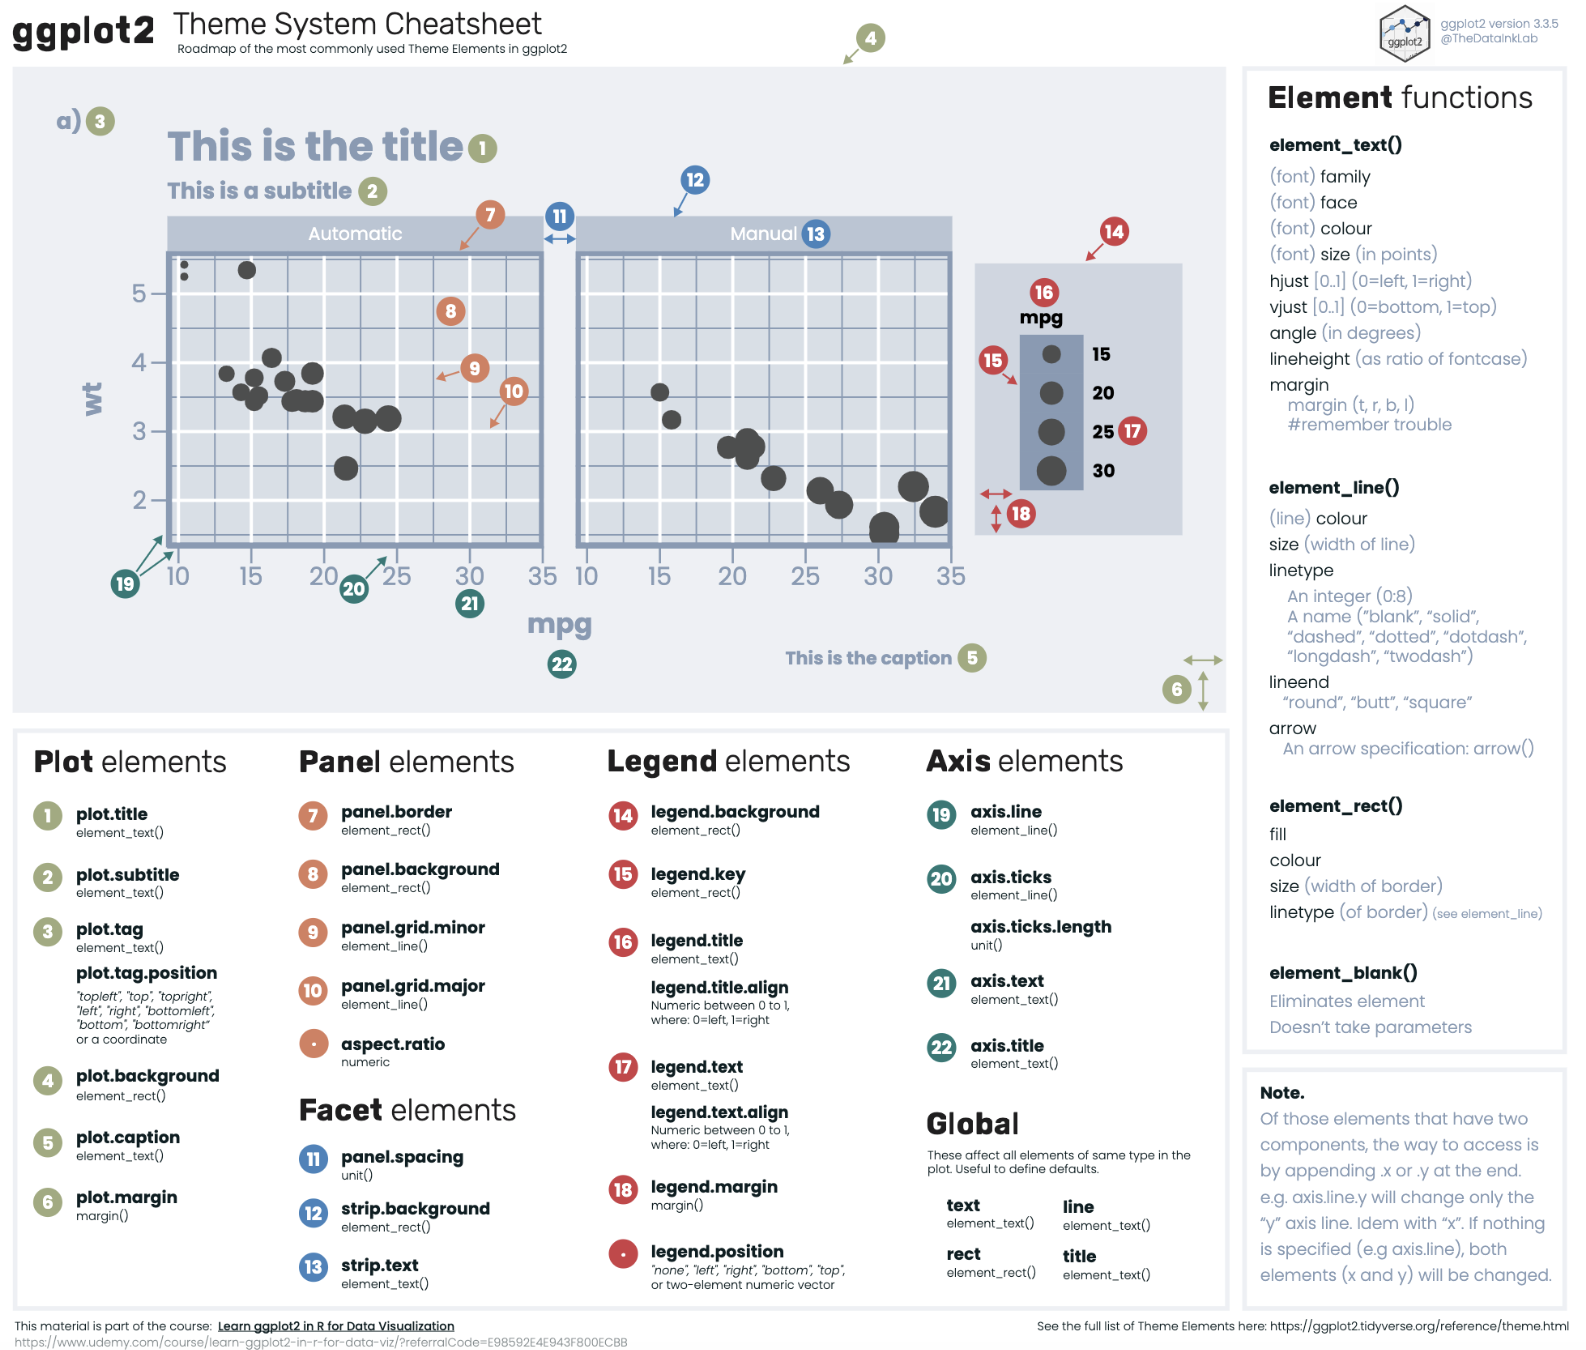 ggplot2 Theme System Cheatsheet
Roadmap of the most commonly used Theme Elements in ggplot2
ggplot2
ggplot2 version 3.3.5
@TheDataInkLab
4
a) 3
This is the title 1
This is a subtitle 2
12
7
11
Automatic
Manual 13
14
8
9
10
16
mpg
15
15
20
25 17
30
18
5
4
3
2
wt
19
10 15 20 25 30 35
10 15 20 25 30 35
20
21
mpg
22
This is the caption 5
6
Plot elements
1 plot.title
element_text()
2 plot.subtitle
element_text()
3 plot.tag
element_text()
plot.tag.position
"topleft", "top", "topright",
"left", "right", "bottomleft",
"bottom", "bottomright"
or a coordinate
4 plot.background
element_rect()
5 plot.caption
element_text()
6 plot.margin
margin()
Panel elements
7 panel.border
element_rect()
8 panel.background
element_rect()
9 panel.grid.minor
element_line()
10 panel.grid.major
element_line()
aspect.ratio
numeric
Facet elements
11 panel.spacing
unit()
12 strip.background
element_rect()
13 strip.text
element_text()
Legend elements
14 legend.background
element_rect()
15 legend.key
element_rect()
16 legend.title
element_text()
legend.title.align
Numeric between 0 to 1,
where: 0=left, 1=right
17 legend.text
element_text()
legend.text.align
Numeric between 0 to 1,
where: 0=left, 1=right
18 legend.margin
margin()
legend.position
"none", "left", "right", "bottom", "top",
or two-element numeric vector
Axis elements
19 axis.line
element_line()
20 axis.ticks
element_line()
axis.ticks.length
unit()
21 axis.text
element_text()
22 axis.title
element_text()
Global
These affect all elements of same type in the
plot. Useful to define defaults.
text line
element_text() element_text()
rect title
element_rect() element_text()
Element functions
element_text()
(font) family
(font) face
(font) colour
(font) size (in points)
hjust [0..1] (0=left, 1=right)
vjust [0..1] (0=bottom, 1=top)
angle (in degrees)
lineheight (as ratio of fontcase)
margin
margin (t, r, b, l)
#remember trouble
element_line()
(line) colour
size (width of line)
linetype
An integer (0:8)
A name ("blank", "solid",
"dashed", "dotted", "dotdash",
"longdash", "twodash")
lineend
"round", "butt", "square"
arrow
An arrow specification: arrow()
element_rect()
fill
colour
size (width of border)
linetype (of border) (see element_line)
element_blank()
Eliminates element
Doesn't take parameters
Note.
Of those elements that have two
components, the way to access is
by appending .x or .y at the end.
e.g. axis.line.y will change only the
"y" axis line. Idem with "x". If nothing
is specified (e.g axis.line), both
elements (x and y) will be changed.
This material is part of the course: Learn ggplot2 in R for Data Visualization
https://www.udemy.com/course/learn-ggplot2-in-r-for-data-viz/?referralCode=E98592E4E943F800ECBB
See the full list of Theme Elements here: https://ggplot2.tidyverse.org/reference/theme.html